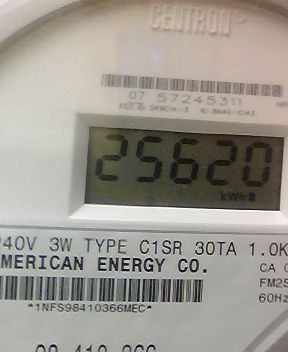 CENTRON®
07 57245311
25620
kWh
240V 3W TYPE C1SR 30TA 1.0K
AMERICAN ENERGY CO.
CA 0
FM2S
60Hz
*1NFS98410366MEC*